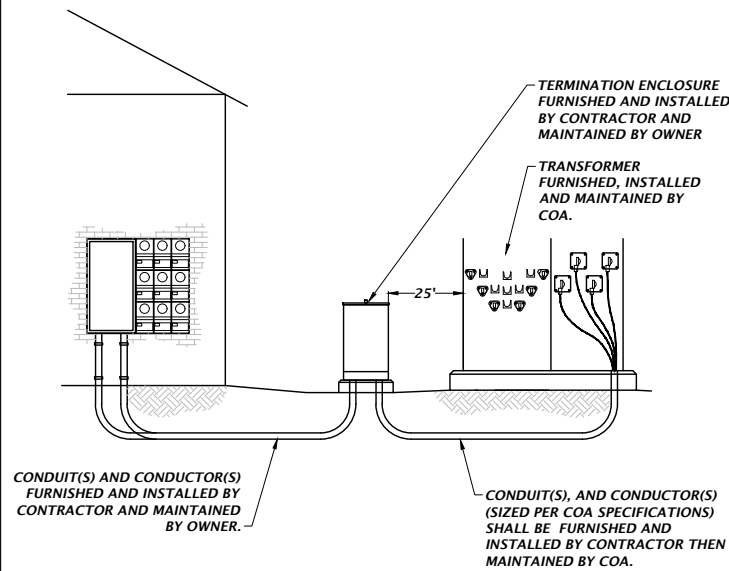 TERMINATION ENCLOSURE
FURNISHED AND INSTALLED
BY CONTRACTOR AND
MAINTAINED BY OWNER
TRANSFORMER
FURNISHED, INSTALLED
AND MAINTAINED BY
COA.
25'
CONDUIT(S) AND CONDUCTOR(S)
FURNISHED AND INSTALLED BY
CONTRACTOR AND MAINTAINED
BY OWNER.
CONDUIT(S), AND CONDUCTOR(S)
(SIZED PER COA SPECIFICATIONS)
SHALL BE FURNISHED AND
INSTALLED BY CONTRACTOR THEN
MAINTAINED BY COA.